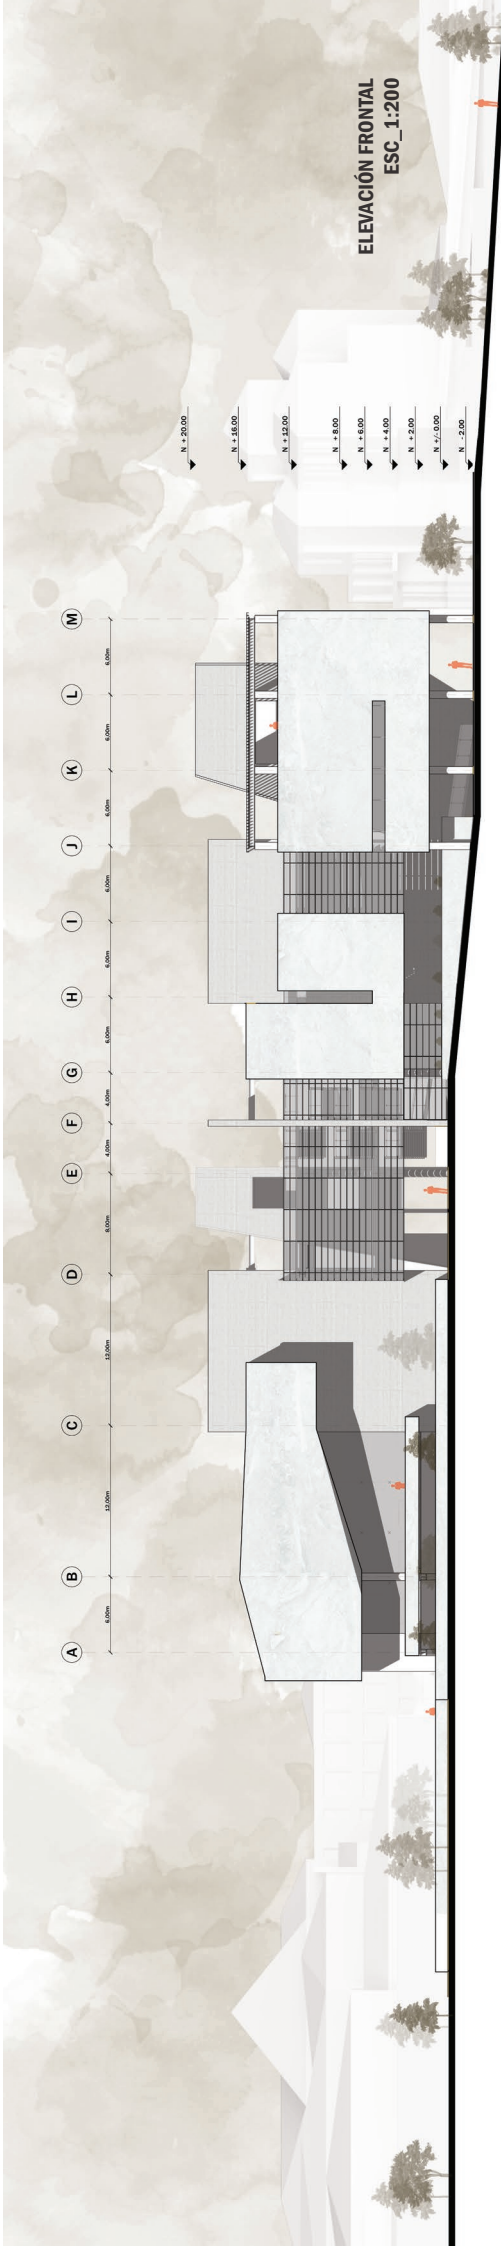 A B C D E F G H I J K L M
6,00m 12,00m 12,00m 8,00m 4,00m 4,00m 6,00m 6,00m 6,00m 6,00m 6,00m 6,00m
N + 20.00
N + 16.00
N + 12.00
N + 8.00
N + 6.00
N + 4.00
N + 2.00
N +/- 0.00
N - 2.00
ELEVACIÓN FRONTAL
ESC_1:200